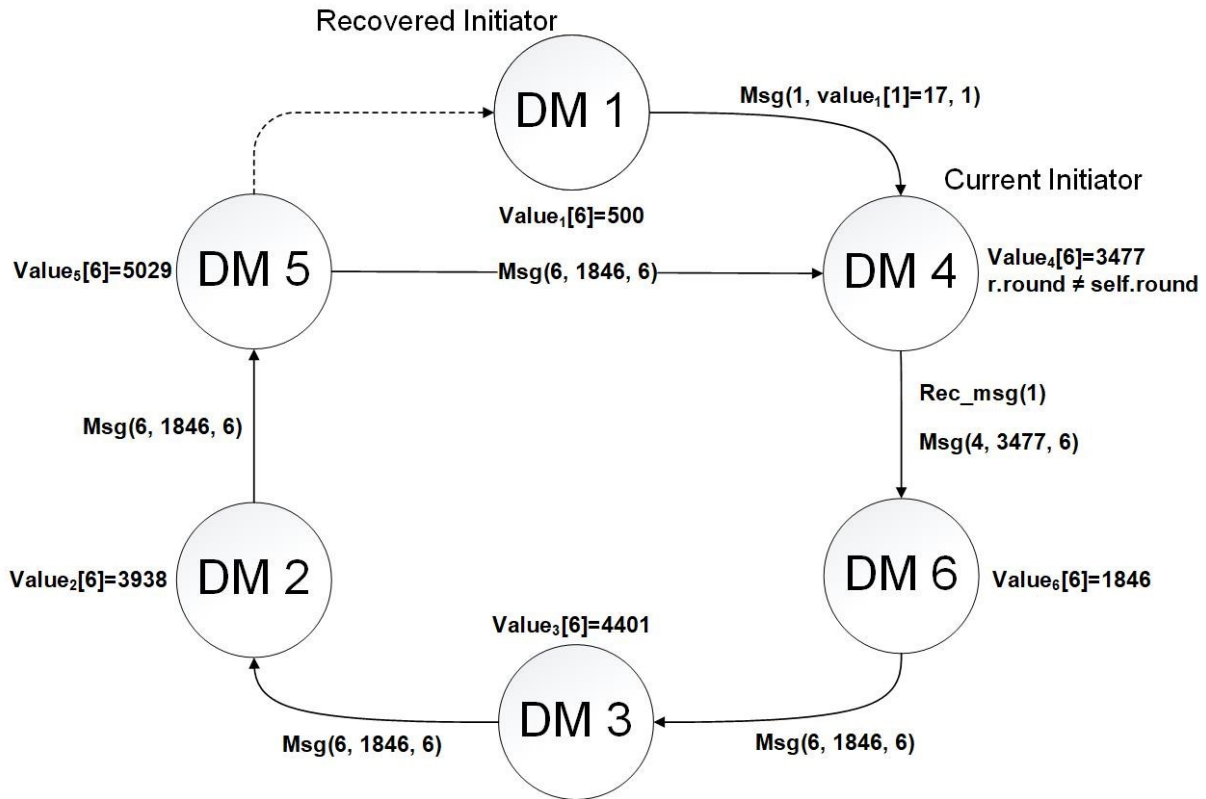 Recovered Initiator
DM 1
Msg(1, value₁[1]=17, 1)
Current Initiator
Value₁[6]=500
Value₅[6]=5029
DM 5
Msg(6, 1846, 6)
DM 4
Value₄[6]=3477
r.round ≠ self.round
Rec_msg(1)
Msg(6, 1846, 6)
Msg(4, 3477, 6)
Value₂[6]=3938
DM 2
DM 6
Value₆[6]=1846
Value₃[6]=4401
DM 3
Msg(6, 1846, 6)
Msg(6, 1846, 6)